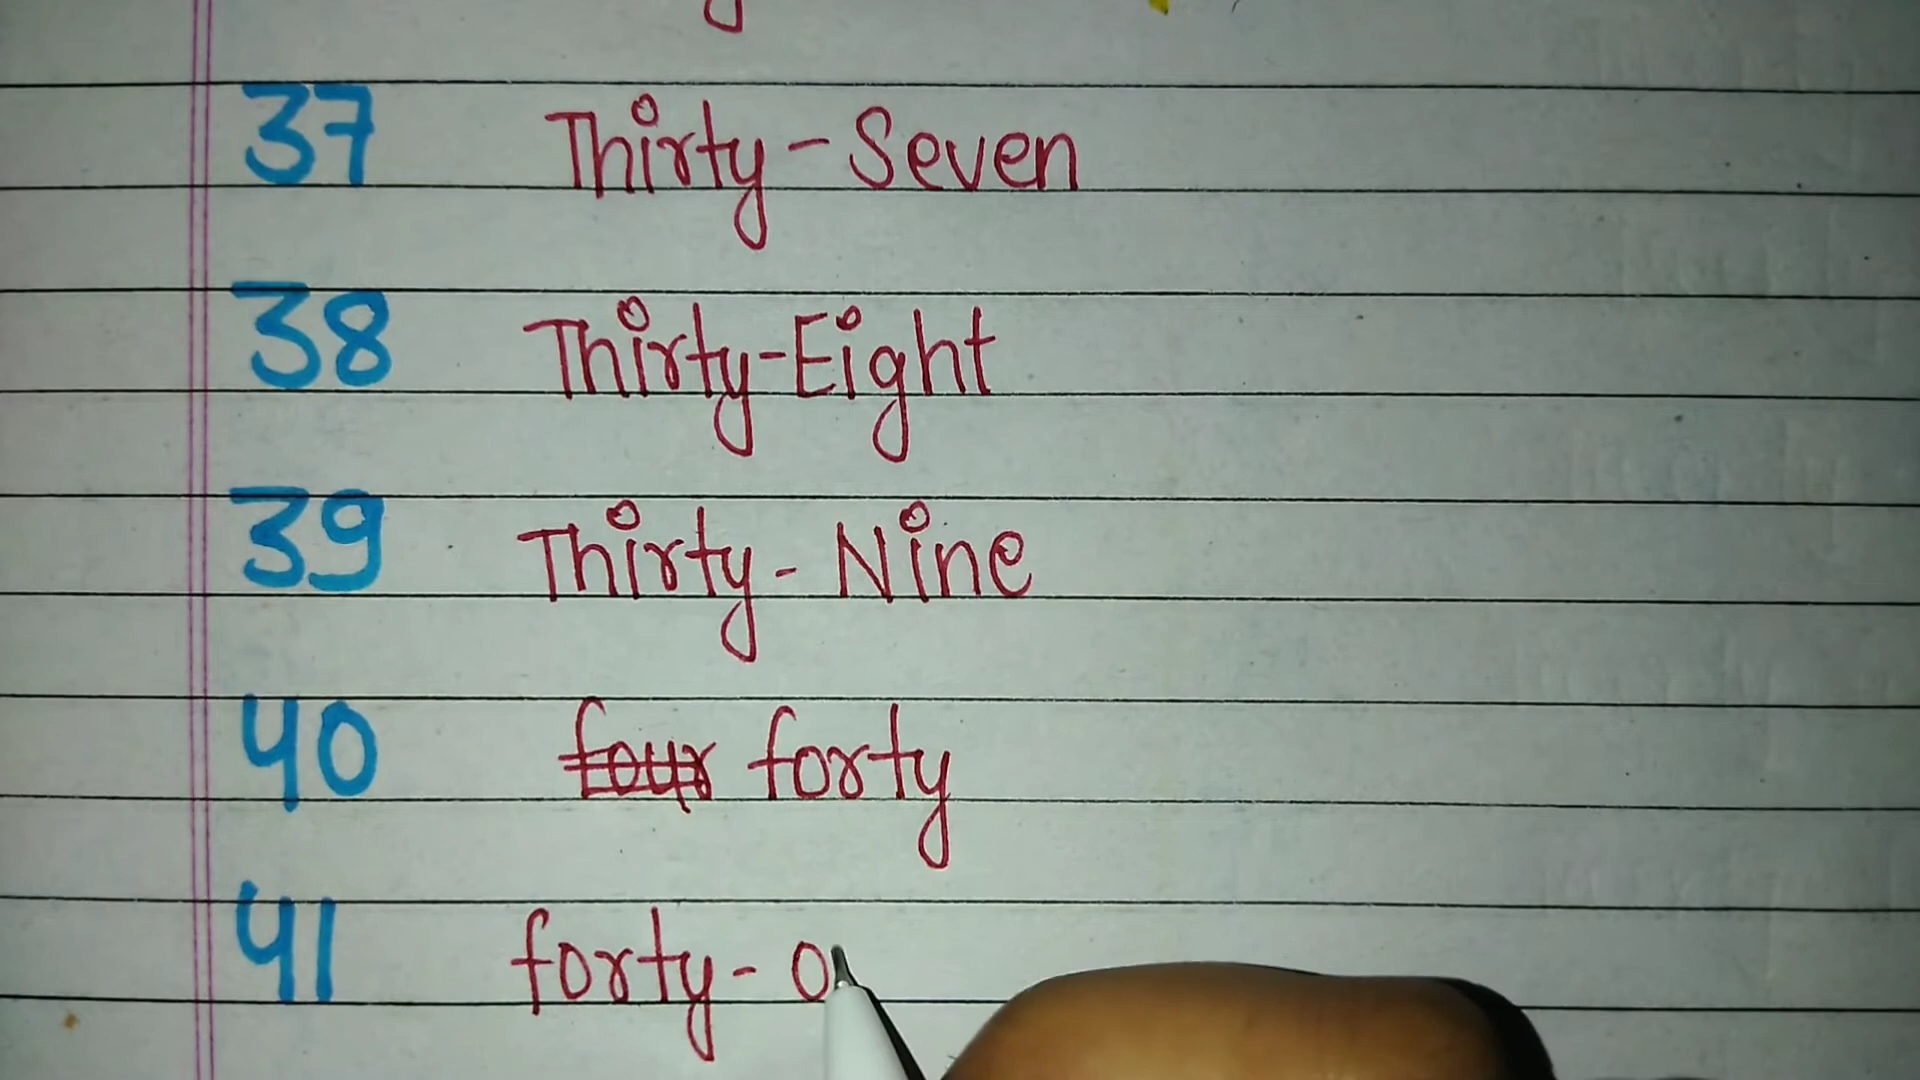 37 Thirty-Seven
38 Thirty-Eight
39 Thirty-Nine
40 four forty
41 forty-o